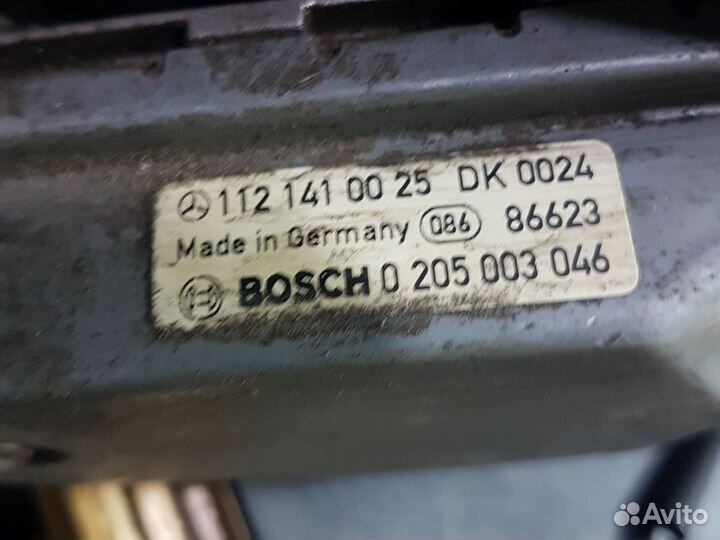 112 141 00 25 DK 0024
Made in Germany 086 86623
BOSCH 0 205 003 046
Avito